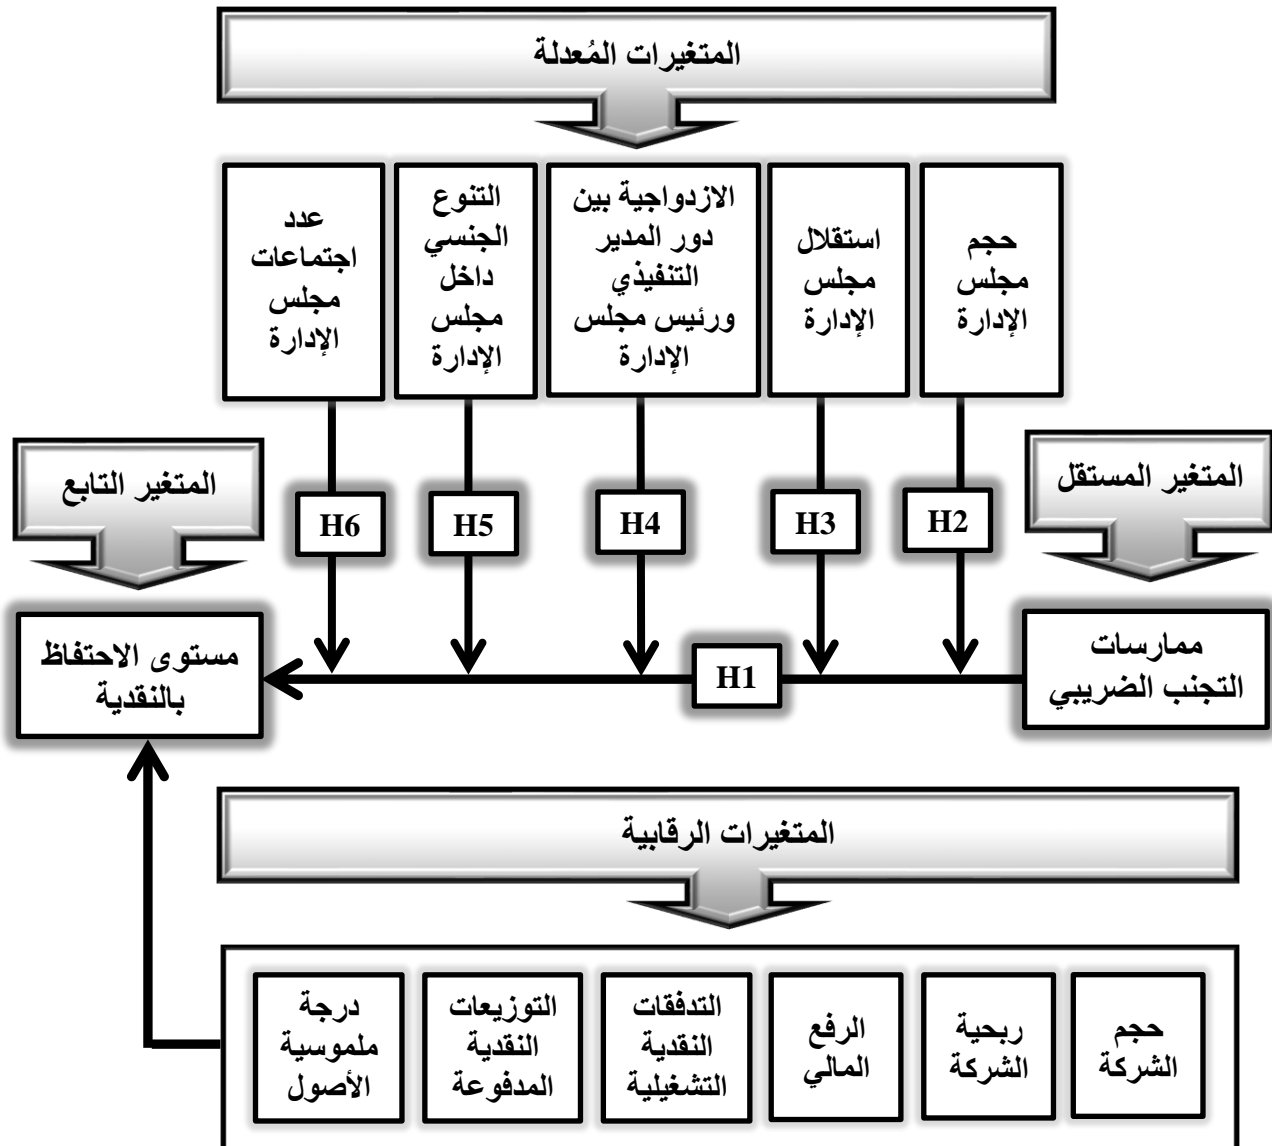 المتغيرات المُعدلة
حجم
مجلس
الإدارة
استقلال
مجلس
الإدارة
الازدواجية بين
دور المدير
التنفيذي
ورئيس مجلس
الإدارة
التنوع
الجنسي
داخل
مجلس
الإدارة
عدد
اجتماعات
مجلس
الإدارة
المتغير المستقل
المتغير التابع
H2
H3
H4
H5
H6
ممارسات
التجنب الضريبي
H1
مستوى الاحتفاظ
بالنقدية
المتغيرات الرقابية
حجم
الشركة
ربحية
الشركة
الرفع
المالي
التدفقات
النقدية
التشغيلية
التوزيعات
النقدية
المدفوعة
درجة
ملموسية
الأصول